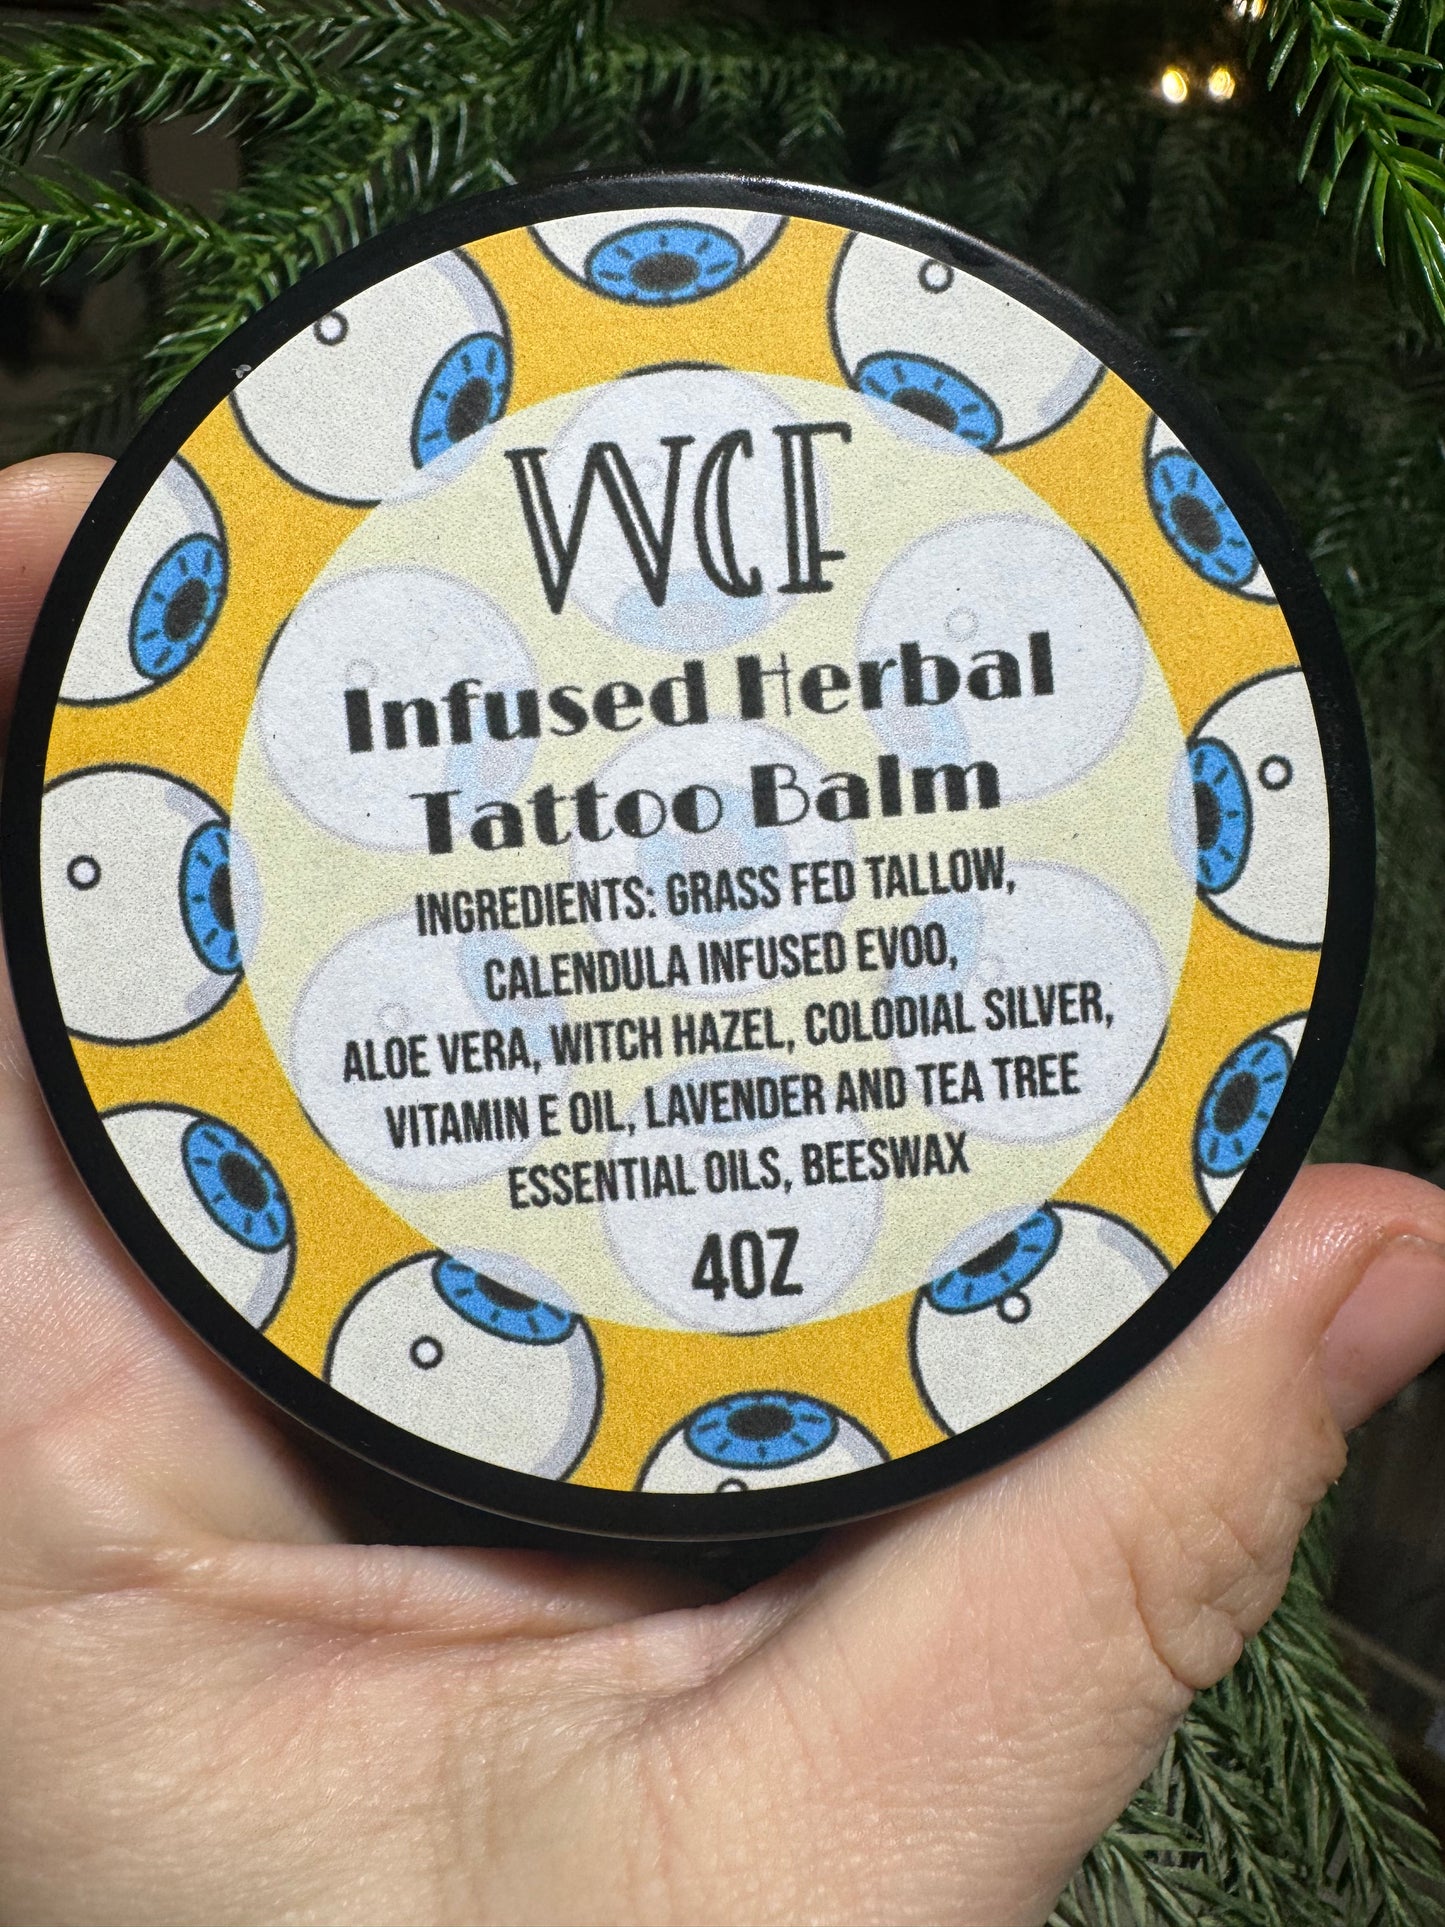 WCF
Infused Herbal
Tattoo Balm
INGREDIENTS: GRASS FED TALLOW,
CALENDULA INFUSED EVOO,
ALOE VERA, WITCH HAZEL, COLODIAL SILVER,
VITAMIN E OIL, LAVENDER AND TEA TREE
ESSENTIAL OILS, BEESWAX
4OZ